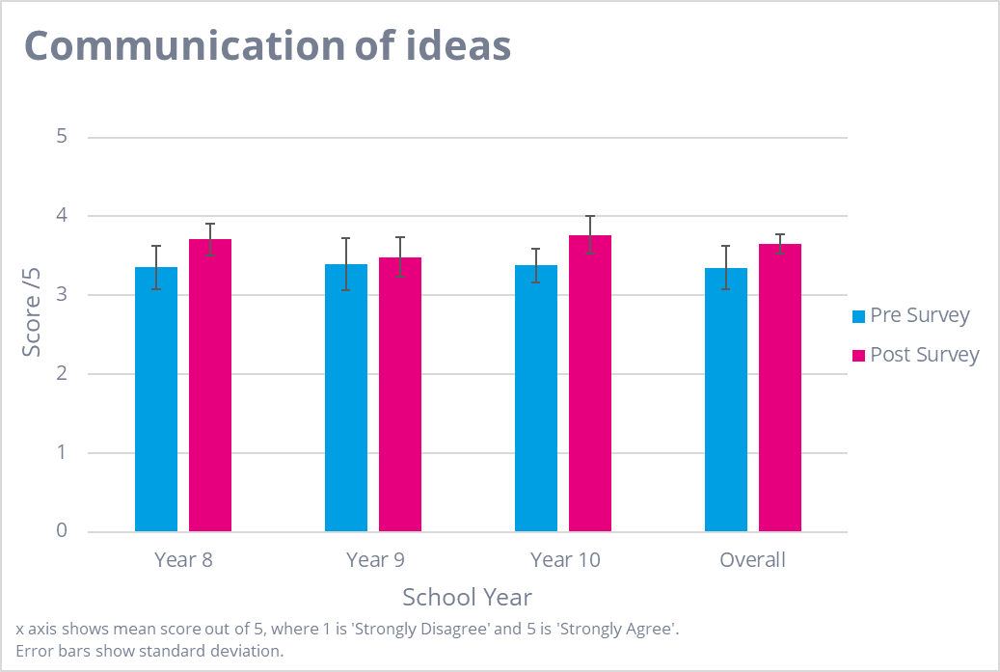 Communication of ideas
5
4
3
2
1
0
Score /5
Pre Survey
Post Survey
Year 8 Year 9 Year 10 Overall
School Year
x axis shows mean score out of 5, where 1 is 'Strongly Disagree' and 5 is 'Strongly Agree'.
Error bars show standard deviation.